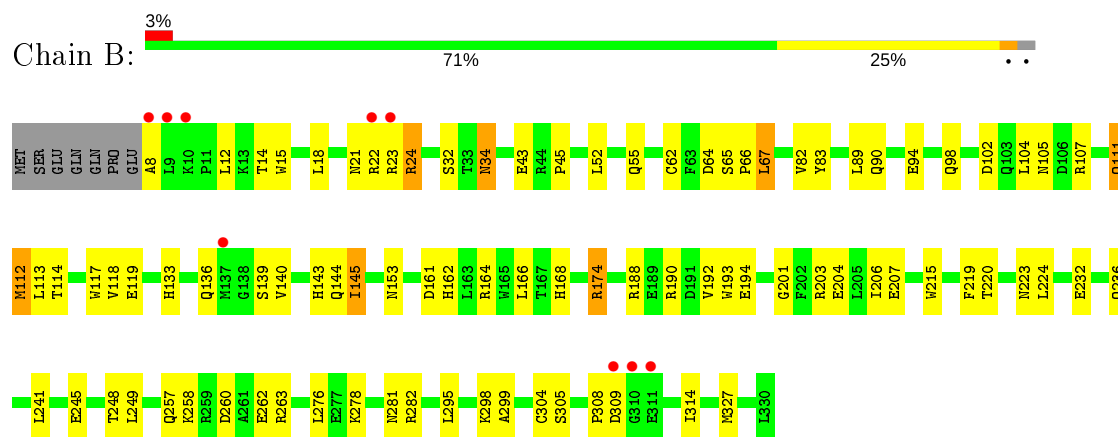 3%
Chain B:
71% 25% • •
MET SER GLU GLN GLN PRO GLU A8 L9 K10 P11 L12 K13 T14 W15 L18 N21 R22 R23 R24 S32 T33 N34 E43 R44 P45 L52 Q55 C62 F63 D64 S65 P66 L67 V82 Y83 L89 Q90 E94 Q98 D102 Q103 L104 N105 D106 R107 Q111
M112 L113 T114 W117 V118 E119 H133 Q136 M137 G138 S139 V140 H143 Q144 I145 N153 D161 H162 L163 R164 W165 L166 T167 H168 R174 R188 E189 R190 D191 V192 W193 E194 G201 F202 R203 E204 L205 I206 E207 W215 F219 T220 N223 L224 E232
L241 E245 T248 L249 Q257 K258 R259 D260 A261 E262 R263 L276 E277 K278 N281 R282 L295 K298 A299 C304 S305 P308 D309 G310 E311 I314 M327 L330